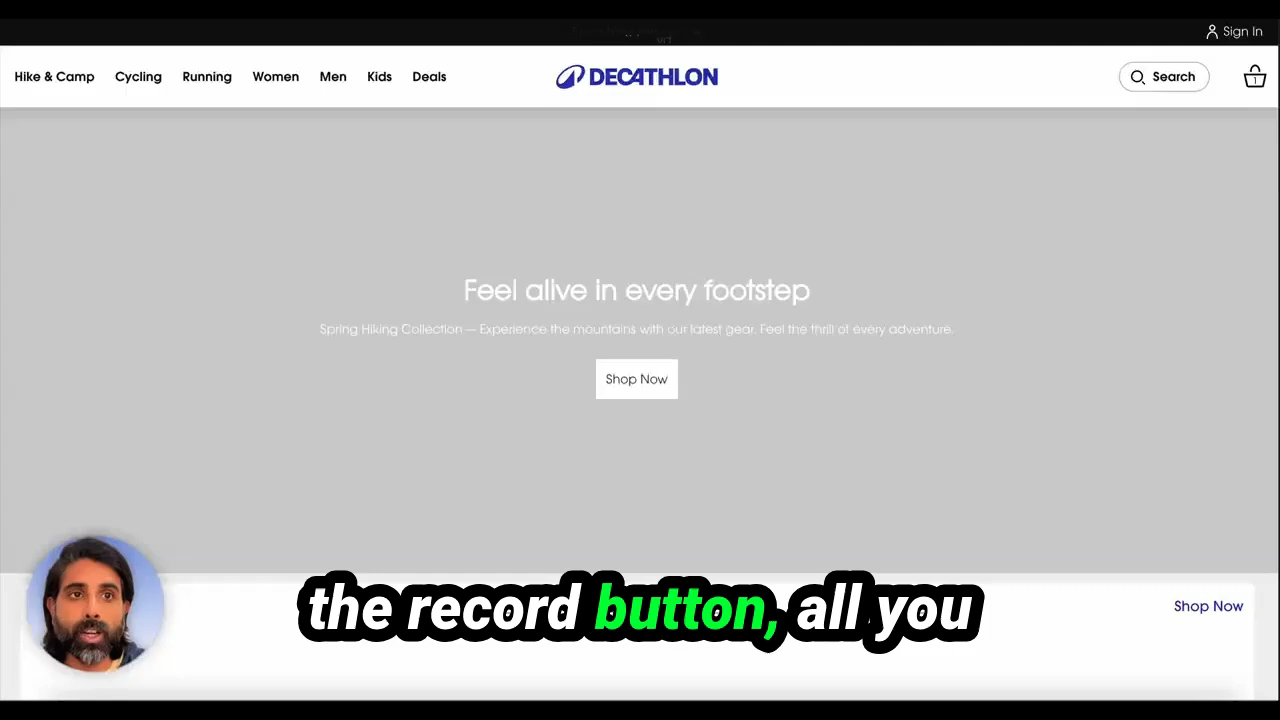 Sign In
Hike & Camp Cycling Running Women Men Kids Deals DECATHLON Search 1
Feel alive in every footstep
Spring Hiking Collection — Experience the mountains with our latest gear. Feel the thrill of every adventure.
Shop Now
Shop Now
the record button, all you